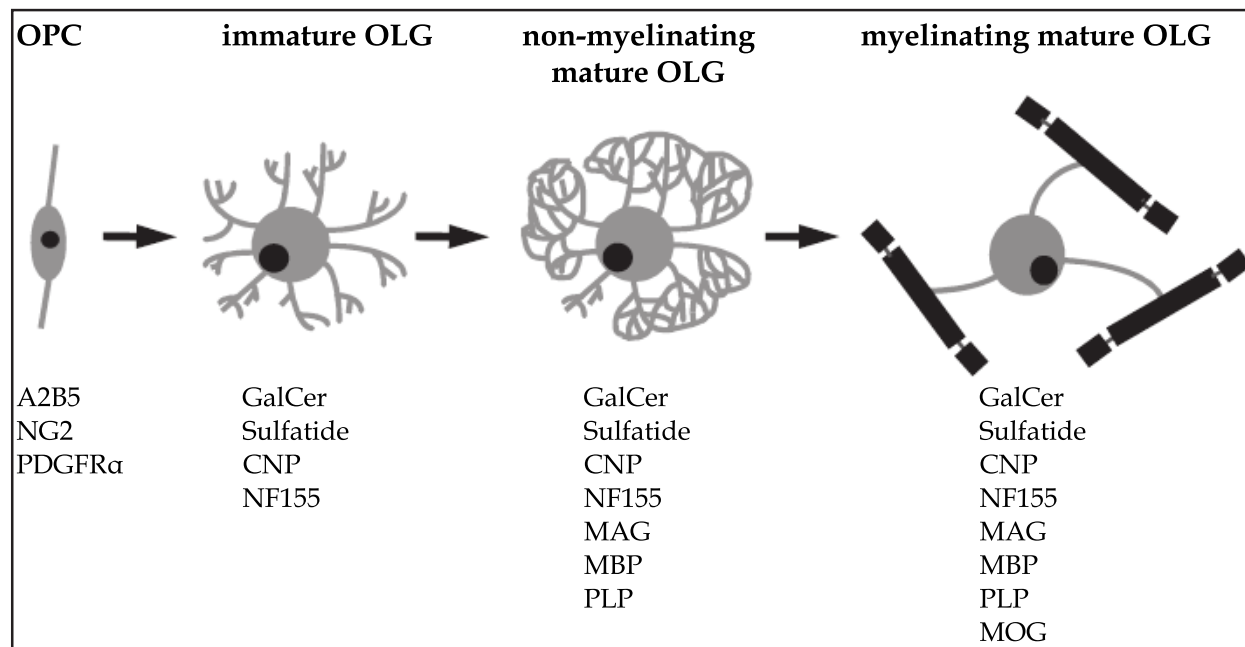 OPC
immature OLG
non-myelinating
mature OLG
myelinating mature OLG
A2B5
NG2
PDGFRα
GalCer
Sulfatide
CNP
NF155
GalCer
Sulfatide
CNP
NF155
MAG
MBP
PLP
GalCer
Sulfatide
CNP
NF155
MAG
MBP
PLP
MOG